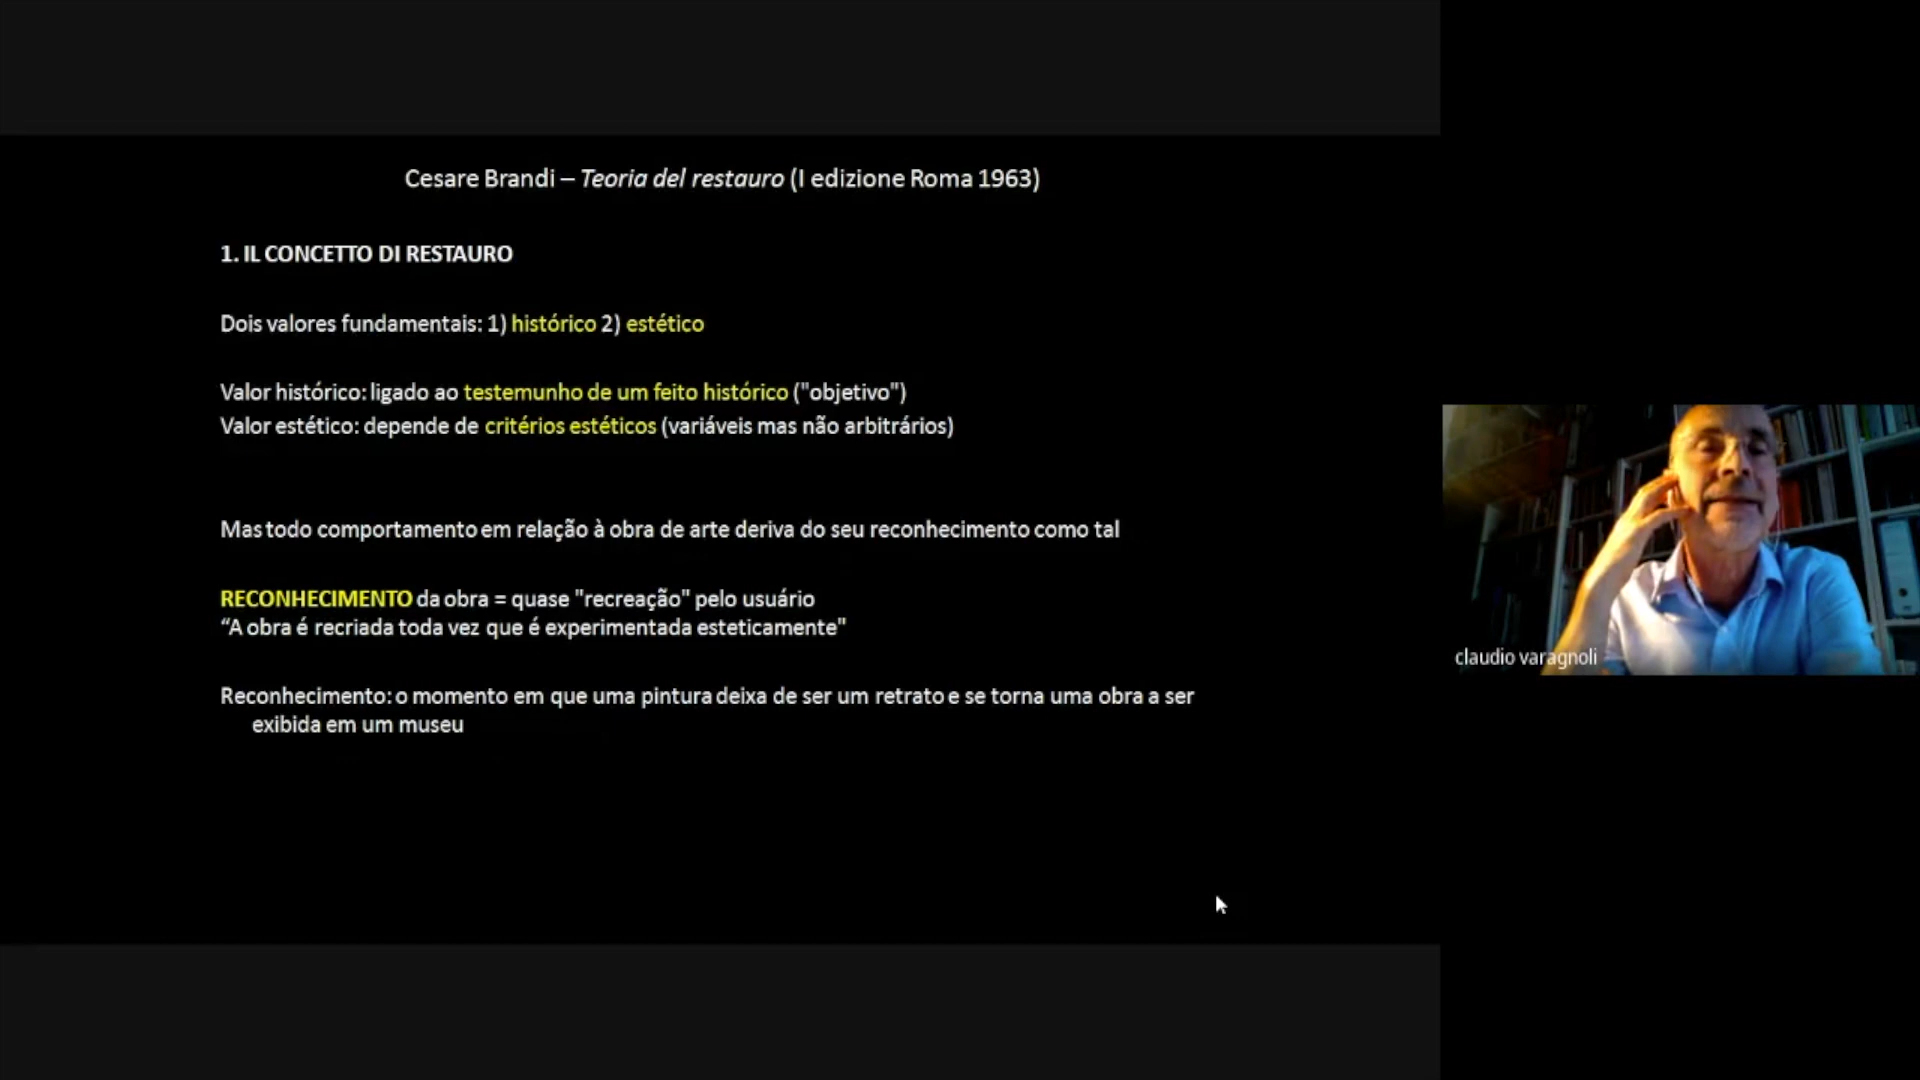 Cesare Brandi – Teoria del restauro (I edizione Roma 1963)
1. IL CONCETTO DI RESTAURO
Dois valores fundamentais: 1) histórico 2) estético
Valor histórico: ligado ao testemunho de um feito histórico ("objetivo")
Valor estético: depende de critérios estéticos (variáveis mas não arbitrários)
Mas todo comportamento em relação à obra de arte deriva do seu reconhecimento como tal
RECONHECIMENTO da obra = quase "recreação" pelo usuário
“A obra é recriada toda vez que é experimentada esteticamente"
Reconhecimento: o momento em que uma pintura deixa de ser um retrato e se torna uma obra a ser
exibida em um museu
claudio varagnoli